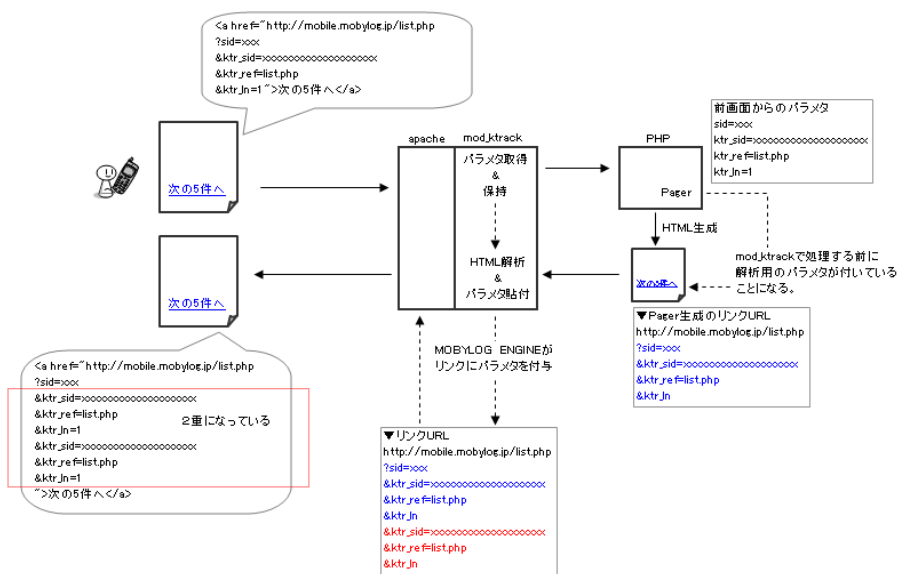 <a href="http://mobile.mobylog.jp/list.php
?sid=xxx
&ktr_sid=xxxxxxxxxxxxxxxxxxxx
&ktr_ref=list.php
&ktr_ln=1">次の5件へ</a>
次の5件へ
apache
mod_ktrack
パラメタ取得
&
保持
HTML解析
&
パラメタ貼付
PHP
Pager
前画面からのパラメタ
sid=xxx
ktr_sid=xxxxxxxxxxxxxxxxxxxx
ktr_ref=list.php
ktr_ln=1
HTML生成
次の5件へ
mod_ktrackで処理する前に
解析用のパラメタが付いている
ことになる。
▼Pager生成のリンクURL
http://mobile.mobylog.jp/list.php
?sid=xxx
&ktr_sid=xxxxxxxxxxxxxxxxxxxx
&ktr_ref=list.php
&ktr_ln
次の5件へ
MOBYLOG ENGINEが
リンクにパラメタを付与
<a href="http://mobile.mobylog.jp/list.php
?sid=xxx
&ktr_sid=xxxxxxxxxxxxxxxxxxxx
&ktr_ref=list.php
&ktr_ln=1
&ktr_sid=xxxxxxxxxxxxxxxxxxxx
&ktr_ref=list.php
&ktr_ln=1
">次の5件へ</a>
2重になっている
▼リンクURL
http://mobile.mobylog.jp/list.php
?sid=xxx
&ktr_sid=xxxxxxxxxxxxxxxxxxxx
&ktr_ref=list.php
&ktr_ln
&ktr_sid=xxxxxxxxxxxxxxxxxxxx
&ktr_ref=list.php
&ktr_ln